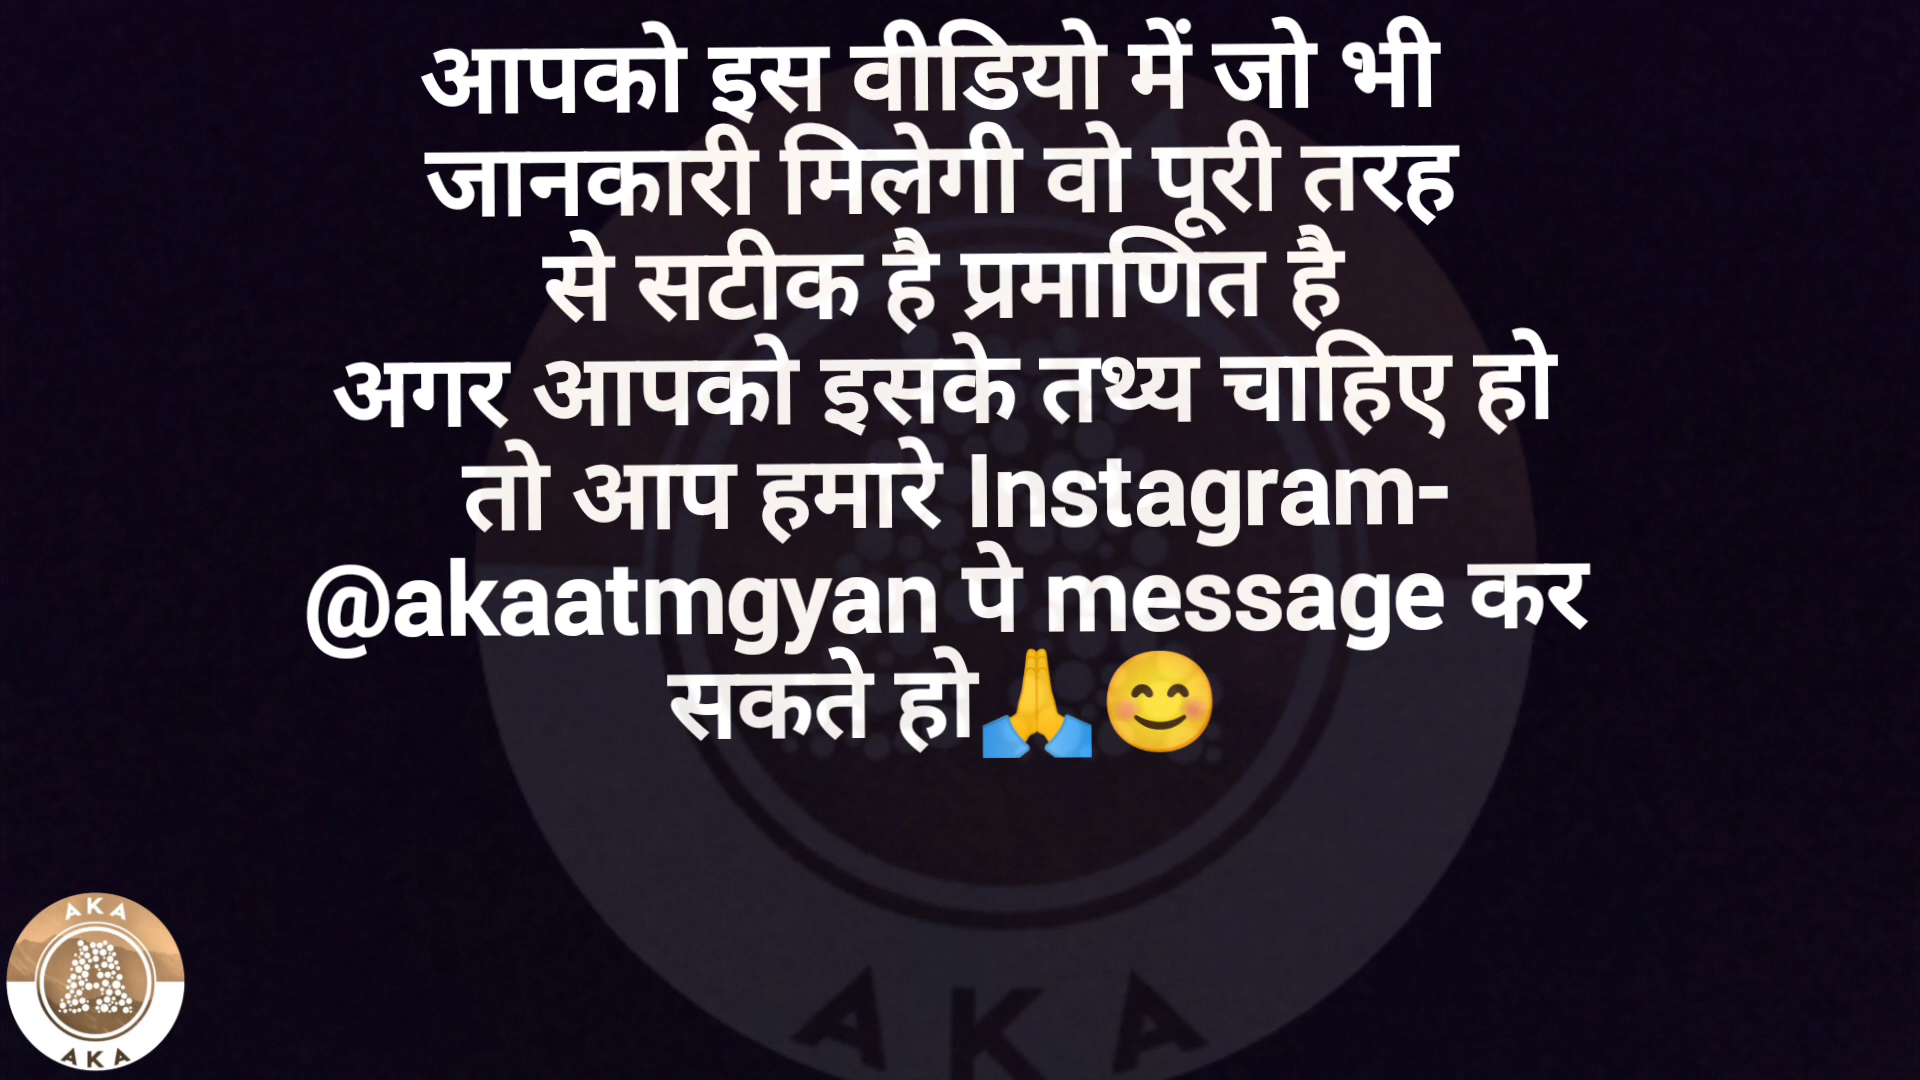 आपको इस वीडियो में जो भी
जानकारी मिलेगी वो पूरी तरह
से सटीक है प्रमाणित है
अगर आपको इसके तथ्य चाहिए हो
तो आप हमारे Instagram-
@akaatmgyan पे message कर
सकते हो🙏😊
AKA
A
AKA
AKA